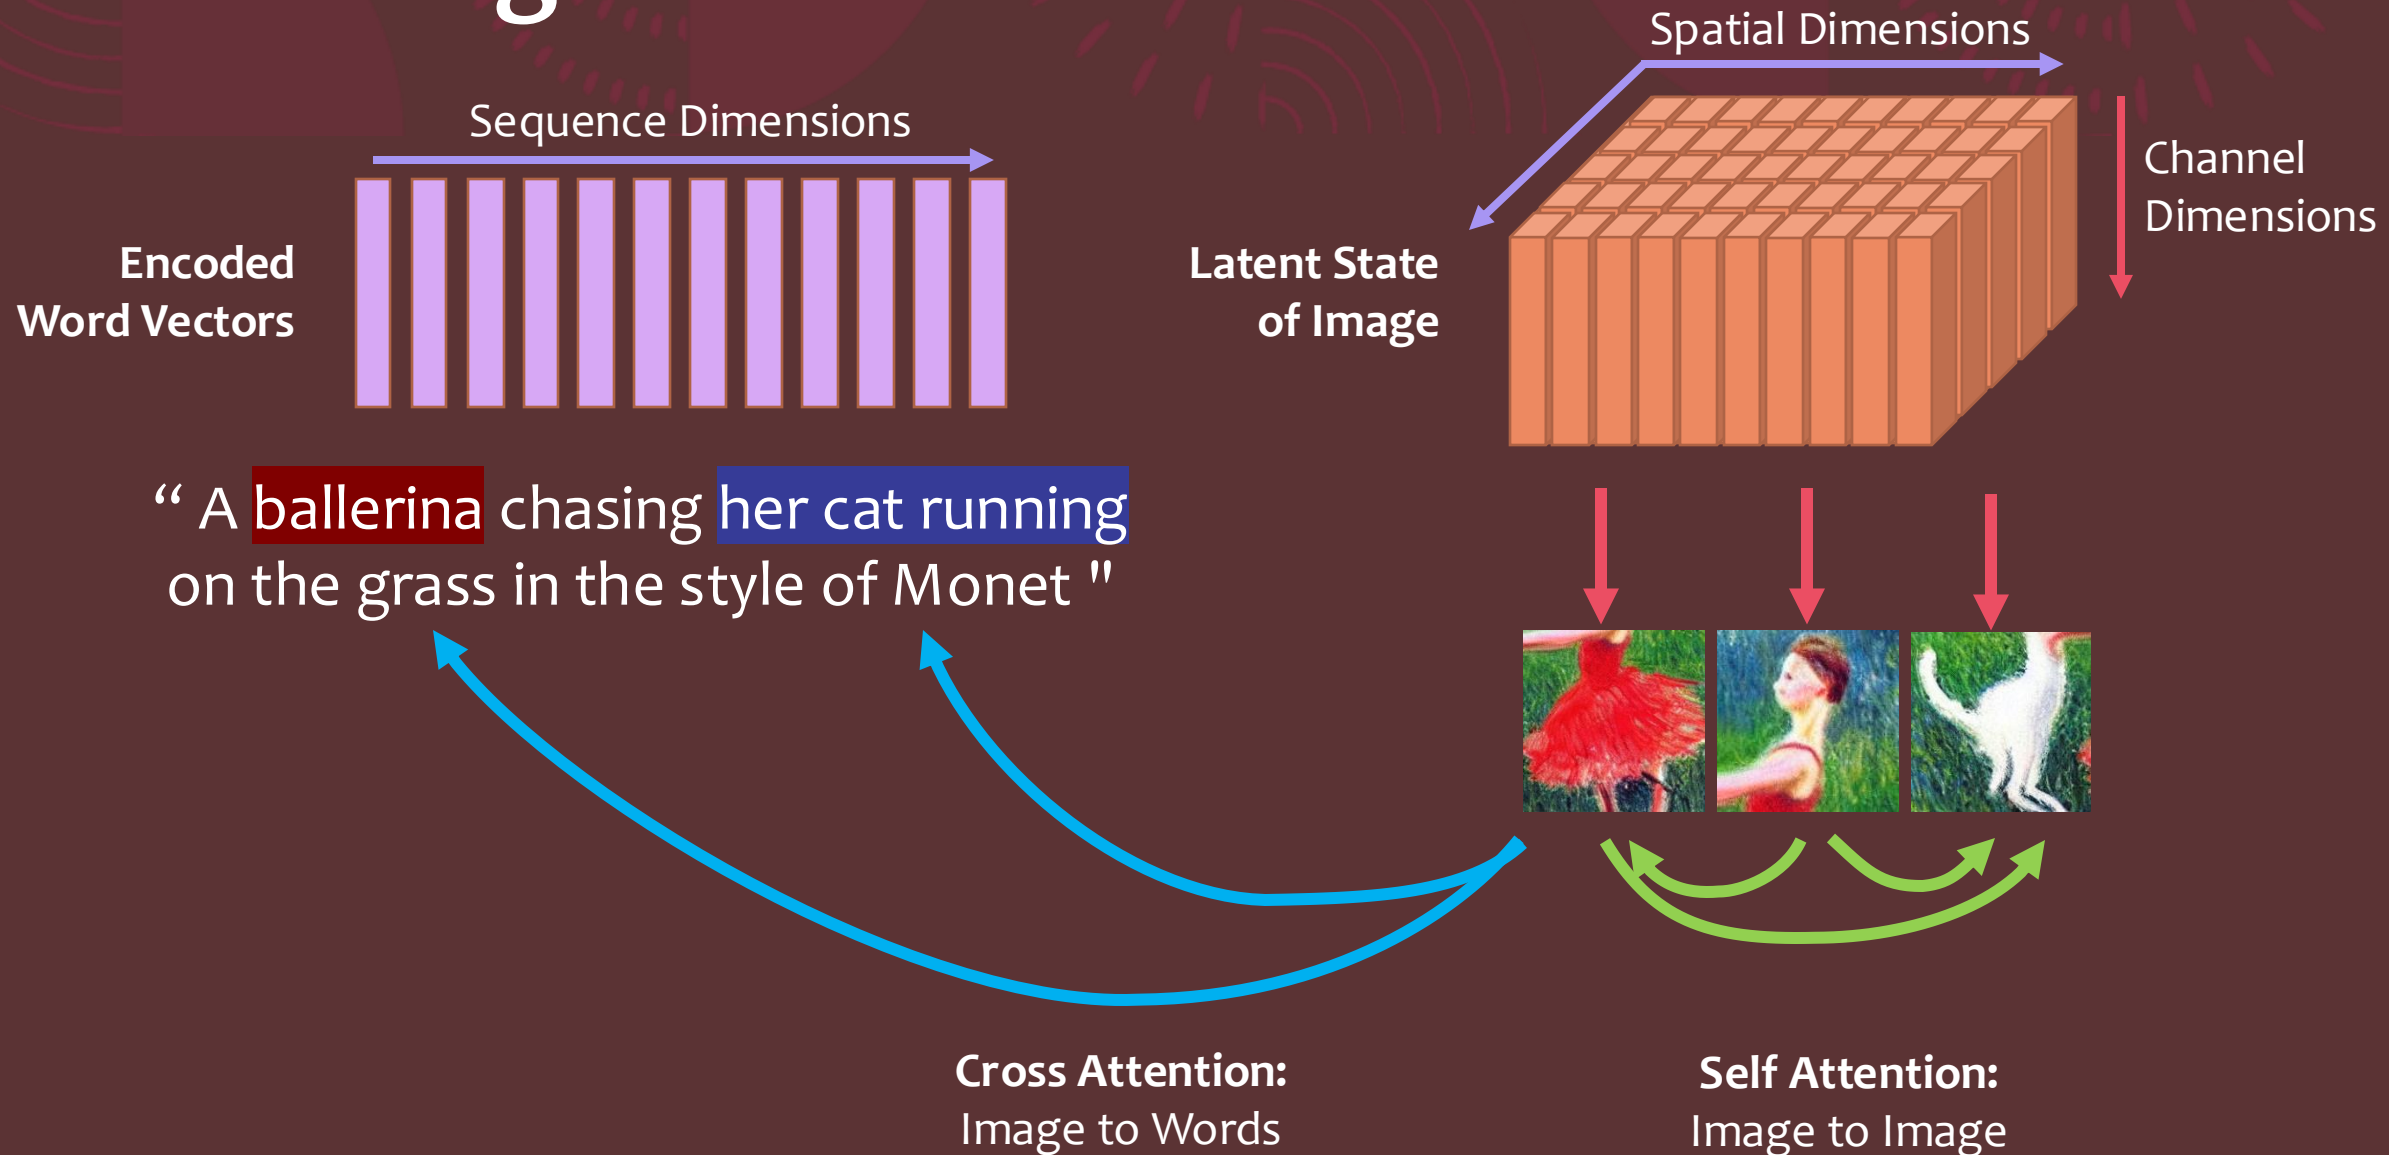 Sequence Dimensions
Encoded
Word Vectors
“ A ballerina chasing her cat running
on the grass in the style of Monet "
Spatial Dimensions
Channel
Dimensions
Latent State
of Image
Cross Attention:
Image to Words
Self Attention:
Image to Image